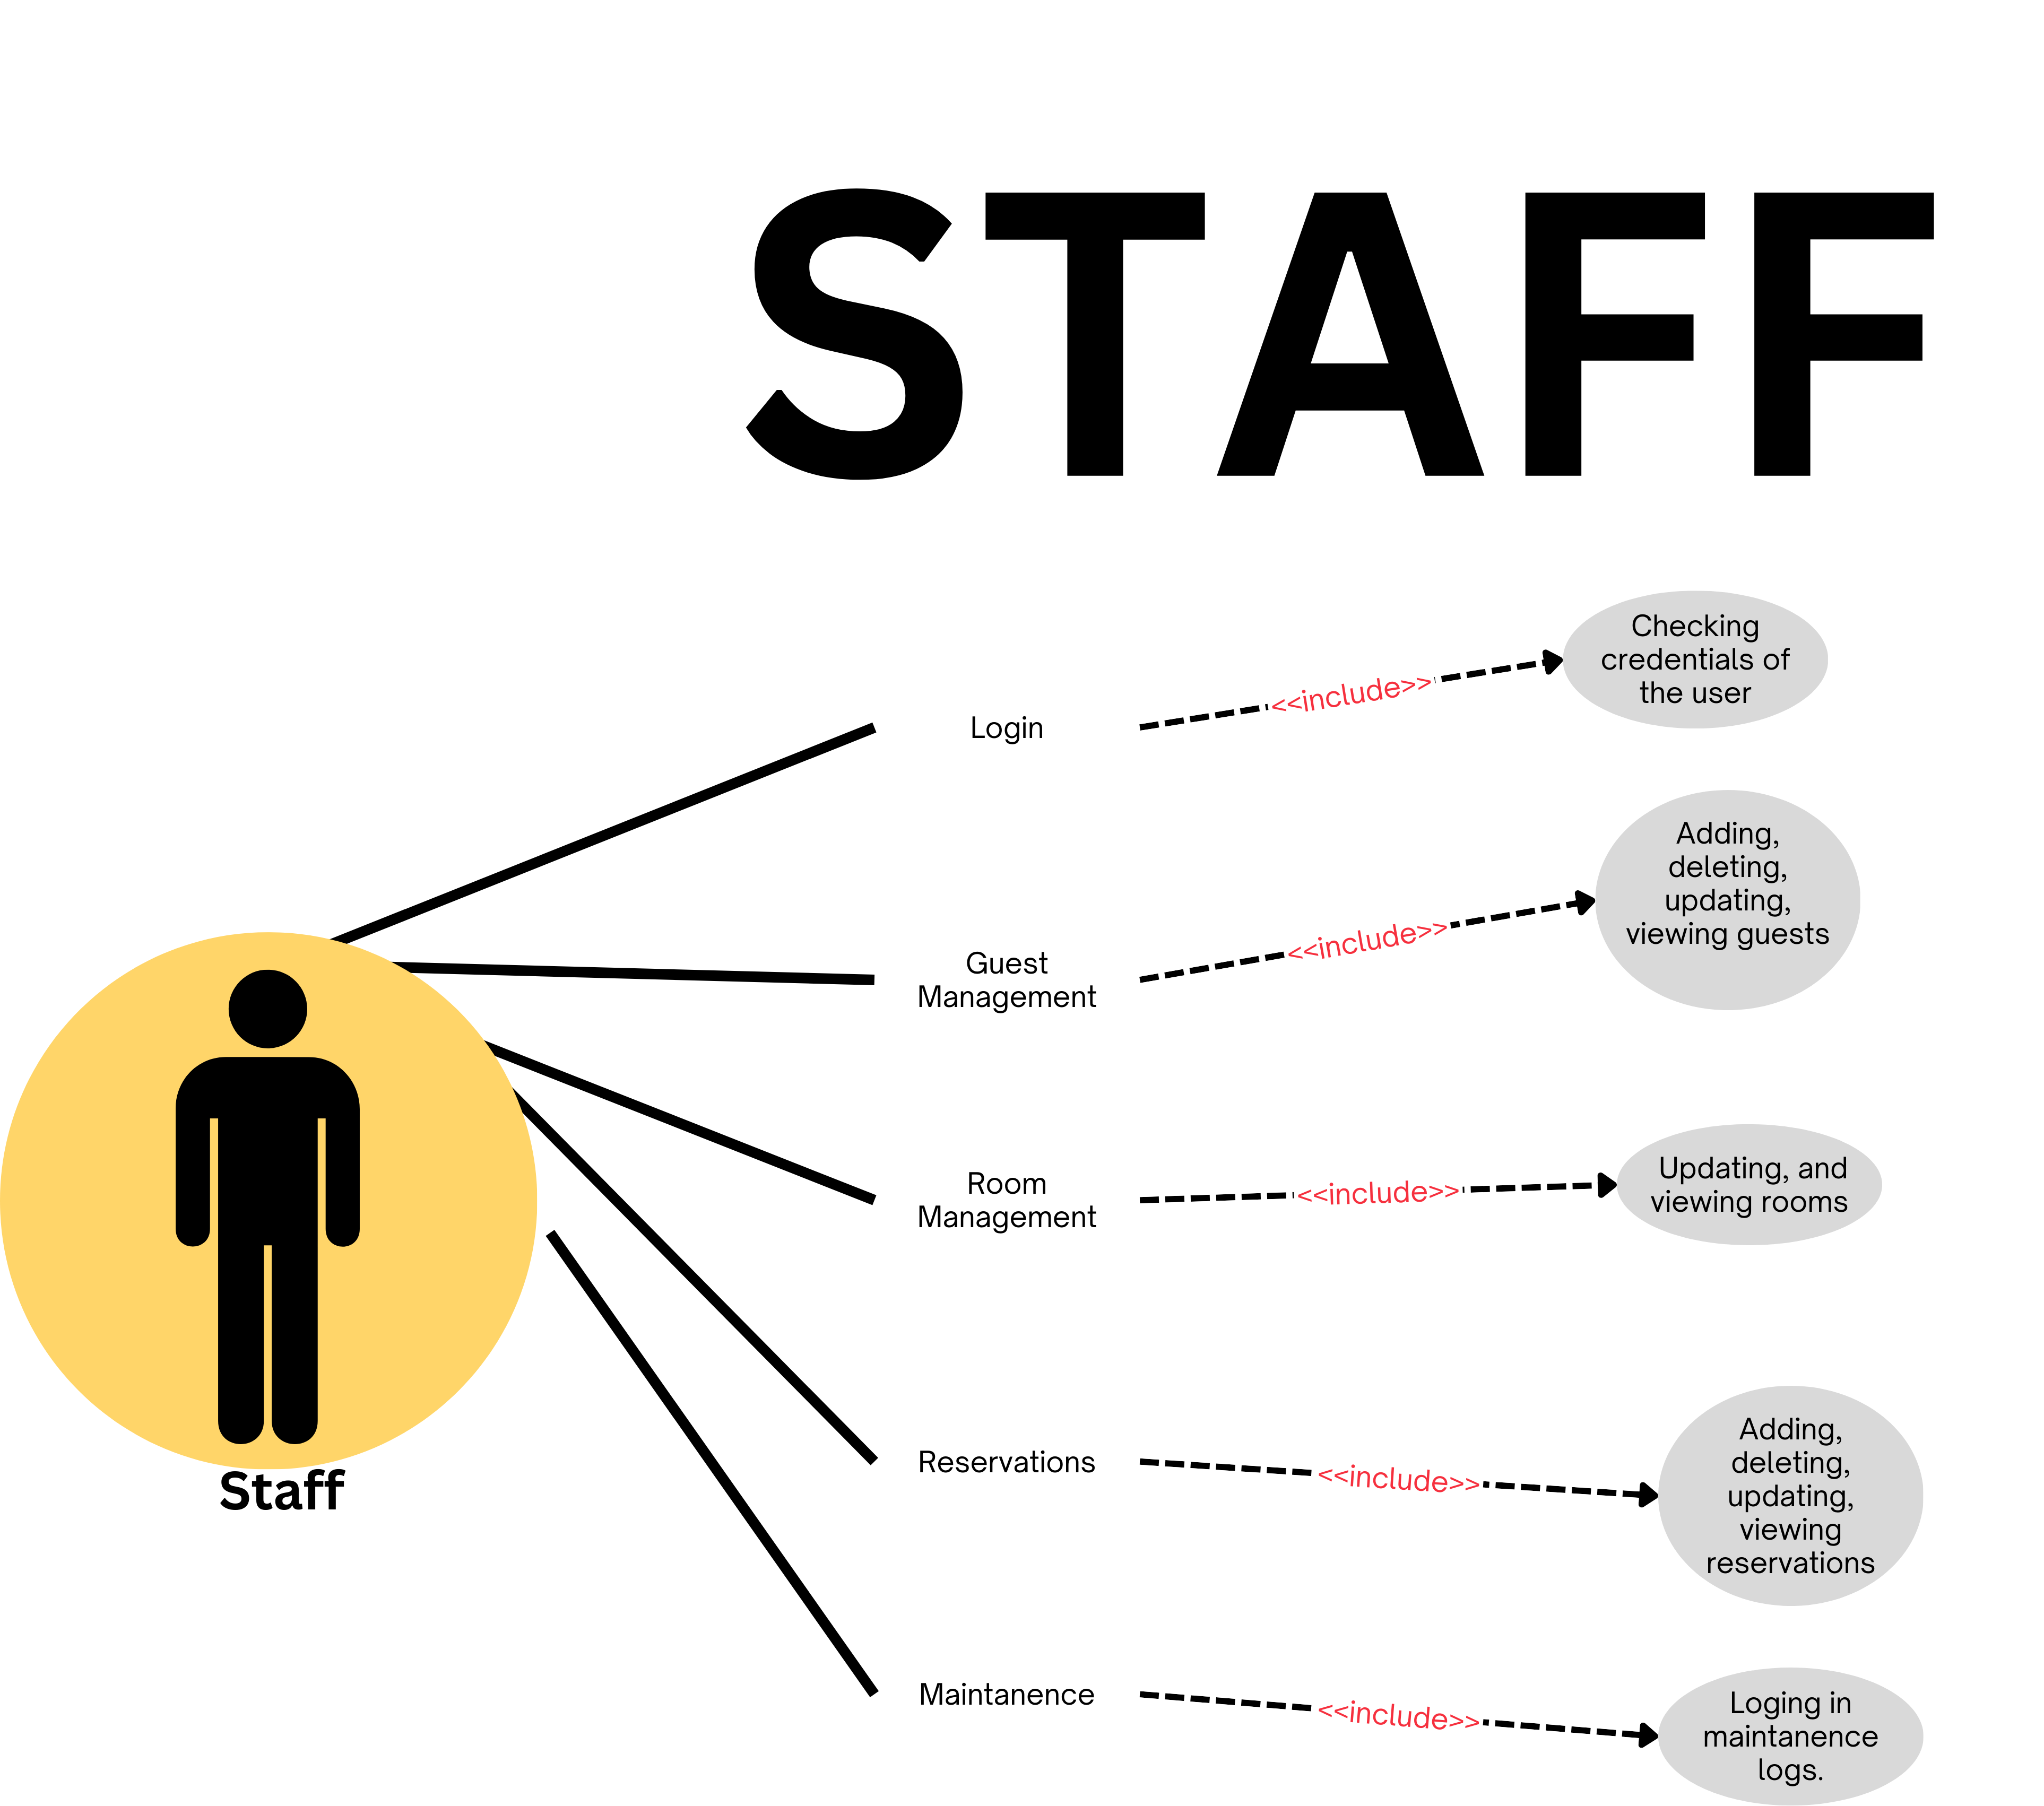 STAFF
Checking
credentials of
the user
<<include>>
Login
Adding,
deleting,
updating,
viewing guests
<<include>>
Guest
Management
Updating, and
viewing rooms
<<include>>
Room
Management
Adding,
deleting,
updating,
viewing
reservations
<<include>>
Reservations
Staff
Maintanence
<<include>>
Loging in
maintanence
logs.